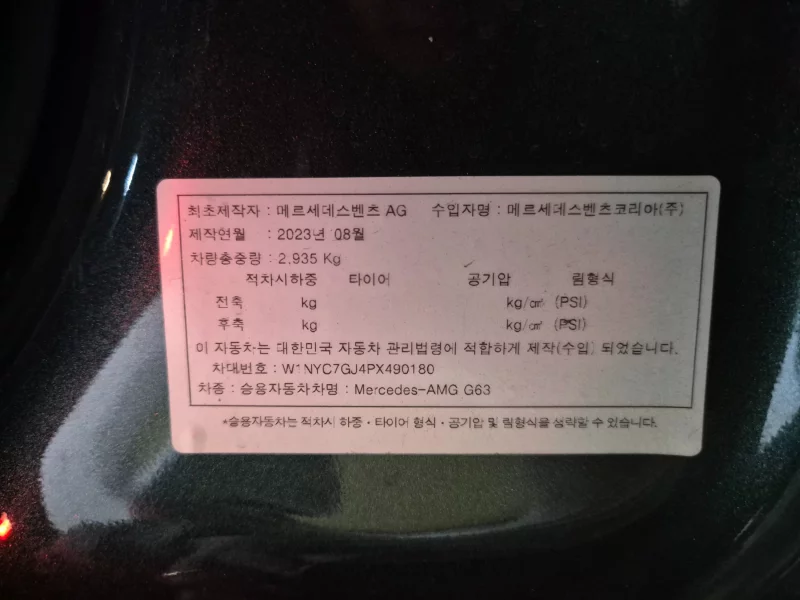 최초제작자 : 메르세데스벤츠 AG 수입자명 : 메르세데스벤츠코리아(주)
제작연월 : 2023년 08월
차량총중량 : 2,935 Kg
적차시하중 타이어 공기압 림형식
전축 kg kg/㎠ (PSI)
후축 kg kg/㎠ (PSI)
이 자동차는 대한민국 자동차 관리법령에 적합하게 제작(수입) 되었습니다.
차대번호 : W1NYC7GJ4PX490180
차종 : 승용자동차차명 : Mercedes-AMG G63
*승용자동차는 적차시 하중・타이어 형식・공기압 및 림형식을 생략할 수 있습니다.